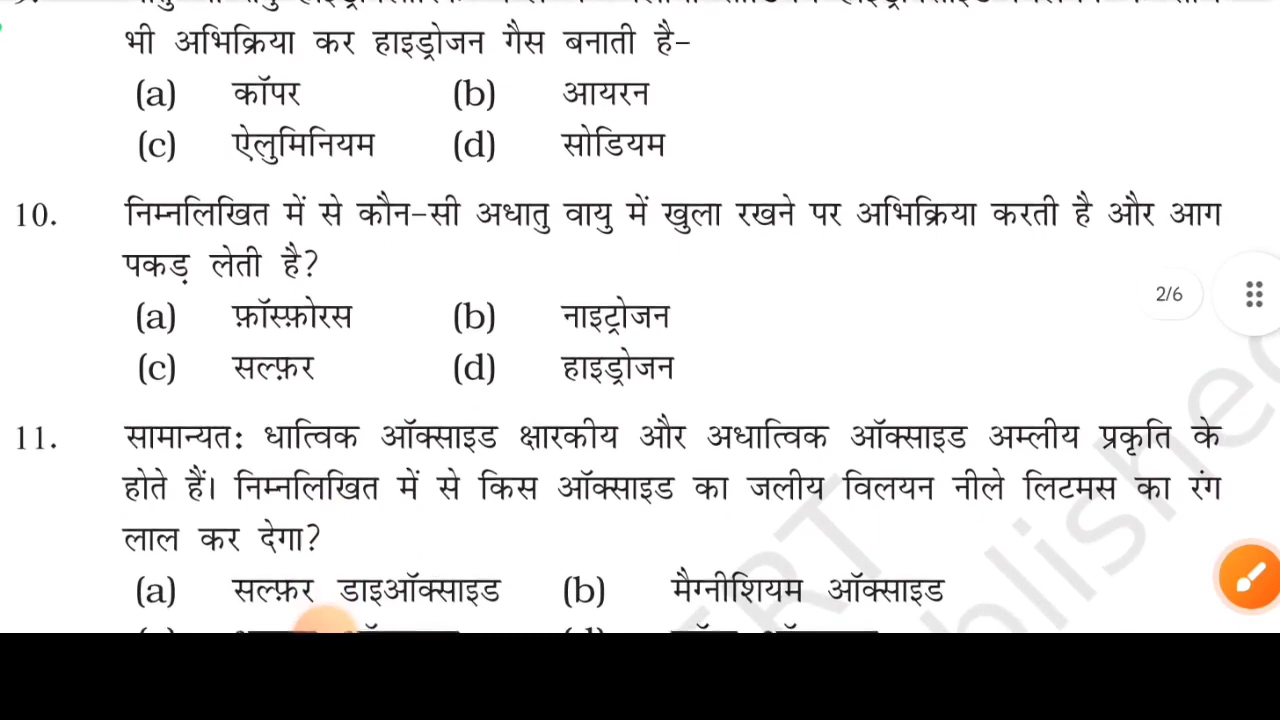 भी अभिक्रिया कर हाइड्रोजन गैस बनाती है–
(a) कॉपर (b) आयरन
(c) ऐलुमिनियम (d) सोडियम
10. निम्नलिखित में से कौन-सी अधातु वायु में खुला रखने पर अभिक्रिया करती है और आग
पकड़ लेती है?
(a) फ़ॉस्फ़ोरस (b) नाइट्रोजन
2/6
(c) सल्फ़र (d) हाइड्रोजन
11. सामान्यत: धात्विक ऑक्साइड क्षारकीय और अधात्विक ऑक्साइड अम्लीय प्रकृति के
होते हैं। निम्नलिखित में से किस ऑक्साइड का जलीय विलयन नीले लिटमस का रंग
लाल कर देगा?
(a) सल्फ़र डाइऑक्साइड (b) मैग्नीशियम ऑक्साइड